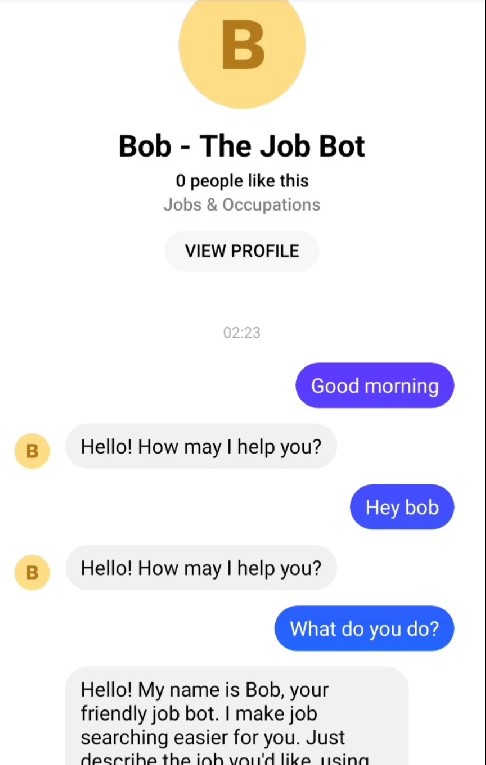 B
Bob - The Job Bot
0 people like this
Jobs & Occupations
VIEW PROFILE
02:23
Good morning
B
Hello! How may I help you?
Hey bob
B
Hello! How may I help you?
What do you do?
Hello! My name is Bob, your
friendly job bot. I make job
searching easier for you. Just
describe the job you'd like, using